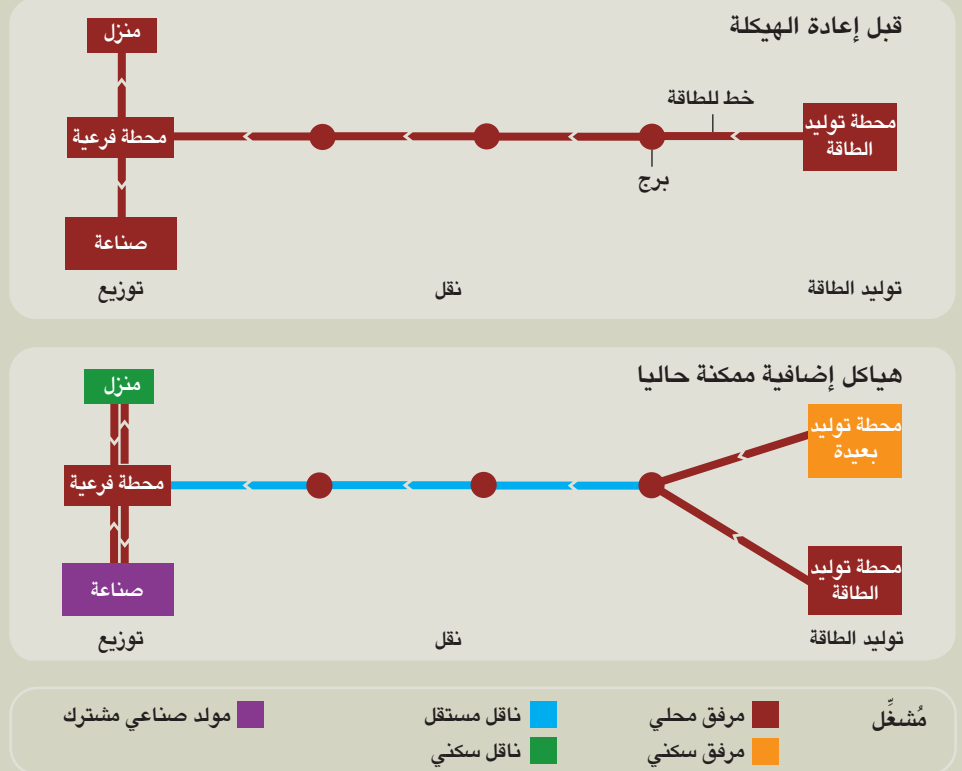 قبل إعادة الهيكلة
منزل
خط للطاقة
محطة توليد
الطاقة
محطة فرعية
برج
صناعة
توليد الطاقة
نقل
توزيع
هياكل إضافية ممكنة حاليا
منزل
محطة توليد
بعيدة
محطة فرعية
محطة توليد
الطاقة
صناعة
توليد الطاقة
نقل
توزيع
مُشغِّل
مرفق محلي
ناقل مستقل
مولد صناعي مشترك
مرفق سكني
ناقل سكني